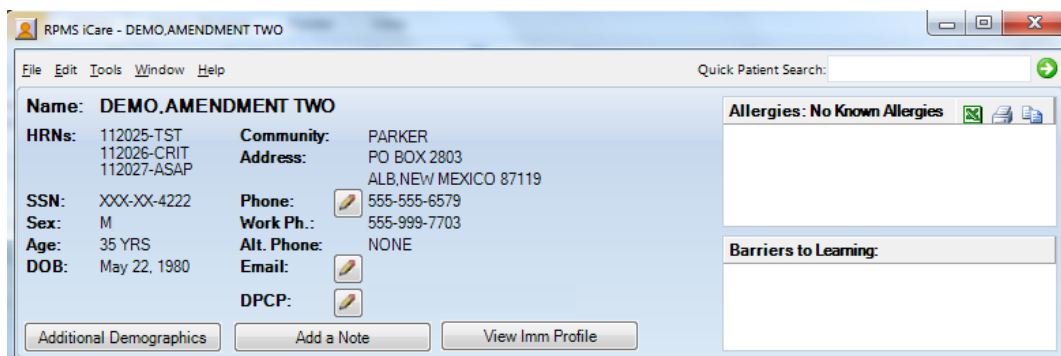 RPMS iCare - DEMO,AMENDMENT TWO
File Edit Tools Window Help
Quick Patient Search:
Name: DEMO,AMENDMENT TWO
HRNs: 112025-TST
112026-CRIT
112027-ASAP
SSN: XXX-XX-4222
Sex: M
Age: 35 YRS
DOB: May 22, 1980
Community: PARKER
Address: PO BOX 2803
ALB,NEW MEXICO 87119
Phone: 555-555-6579
Work Ph.: 555-999-7703
Alt. Phone: NONE
Email:
DPCP:
Additional Demographics Add a Note View Imm Profile
Allergies: No Known Allergies
Barriers to Learning: